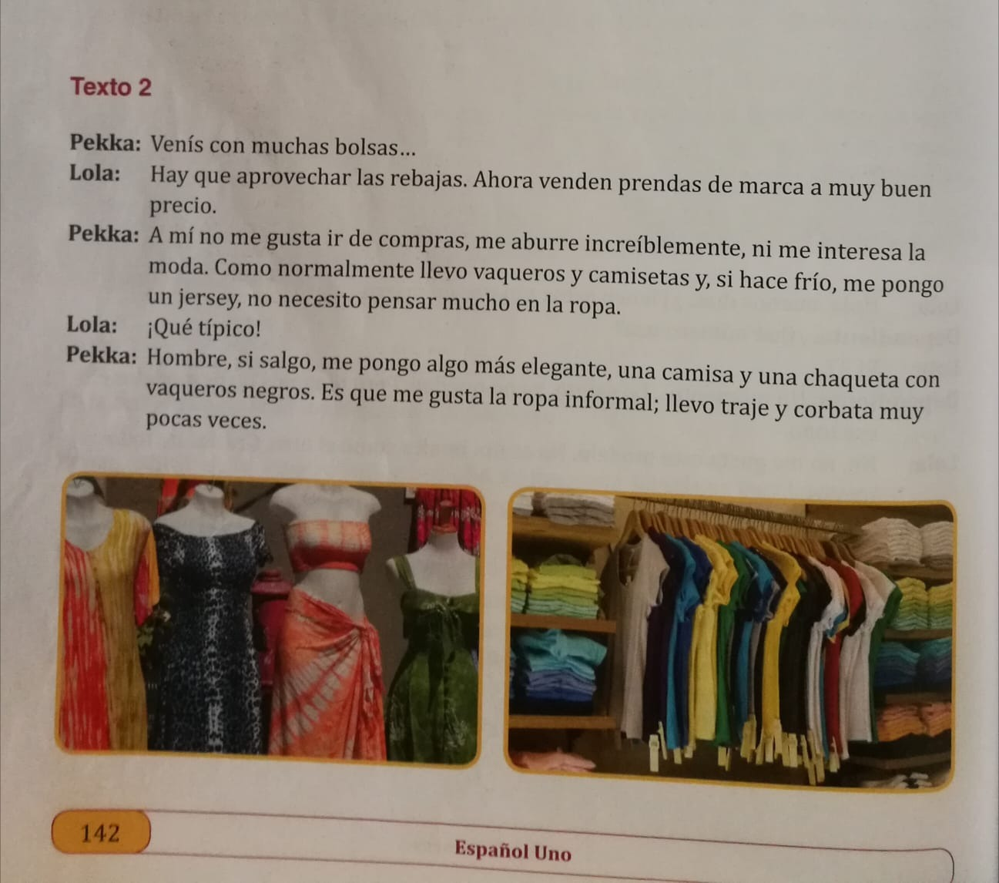 Texto 2
Pekka: Venís con muchas bolsas...
Lola: Hay que aprovechar las rebajas. Ahora venden prendas de marca a muy buen
precio.
Pekka: A mí no me gusta ir de compras, me aburre increíblemente, ni me interesa la
moda. Como normalmente llevo vaqueros y camisetas y, si hace frío, me pongo
un jersey, no necesito pensar mucho en la ropa.
Lola: ¡Qué típico!
Pekka: Hombre, si salgo, me pongo algo más elegante, una camisa y una chaqueta con
vaqueros negros. Es que me gusta la ropa informal; llevo traje y corbata muy
pocas veces.
142
Español Uno